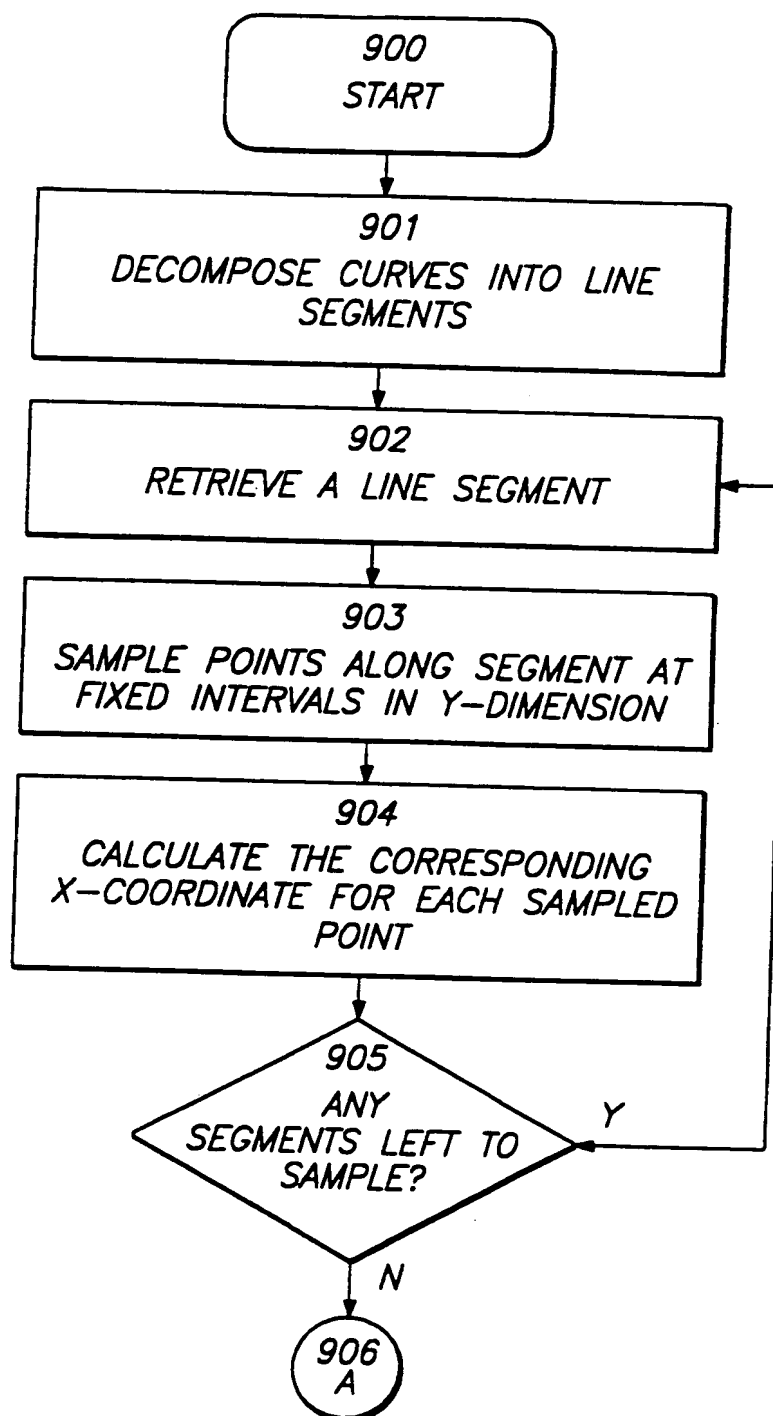 900
START
901
DECOMPOSE CURVES INTO LINE
SEGMENTS
902
RETRIEVE A LINE SEGMENT
903
SAMPLE POINTS ALONG SEGMENT AT
FIXED INTERVALS IN Y-DIMENSION
904
CALCULATE THE CORRESPONDING
X-COORDINATE FOR EACH SAMPLED
POINT
905
ANY
SEGMENTS LEFT TO
SAMPLE?
Y
N
906
A